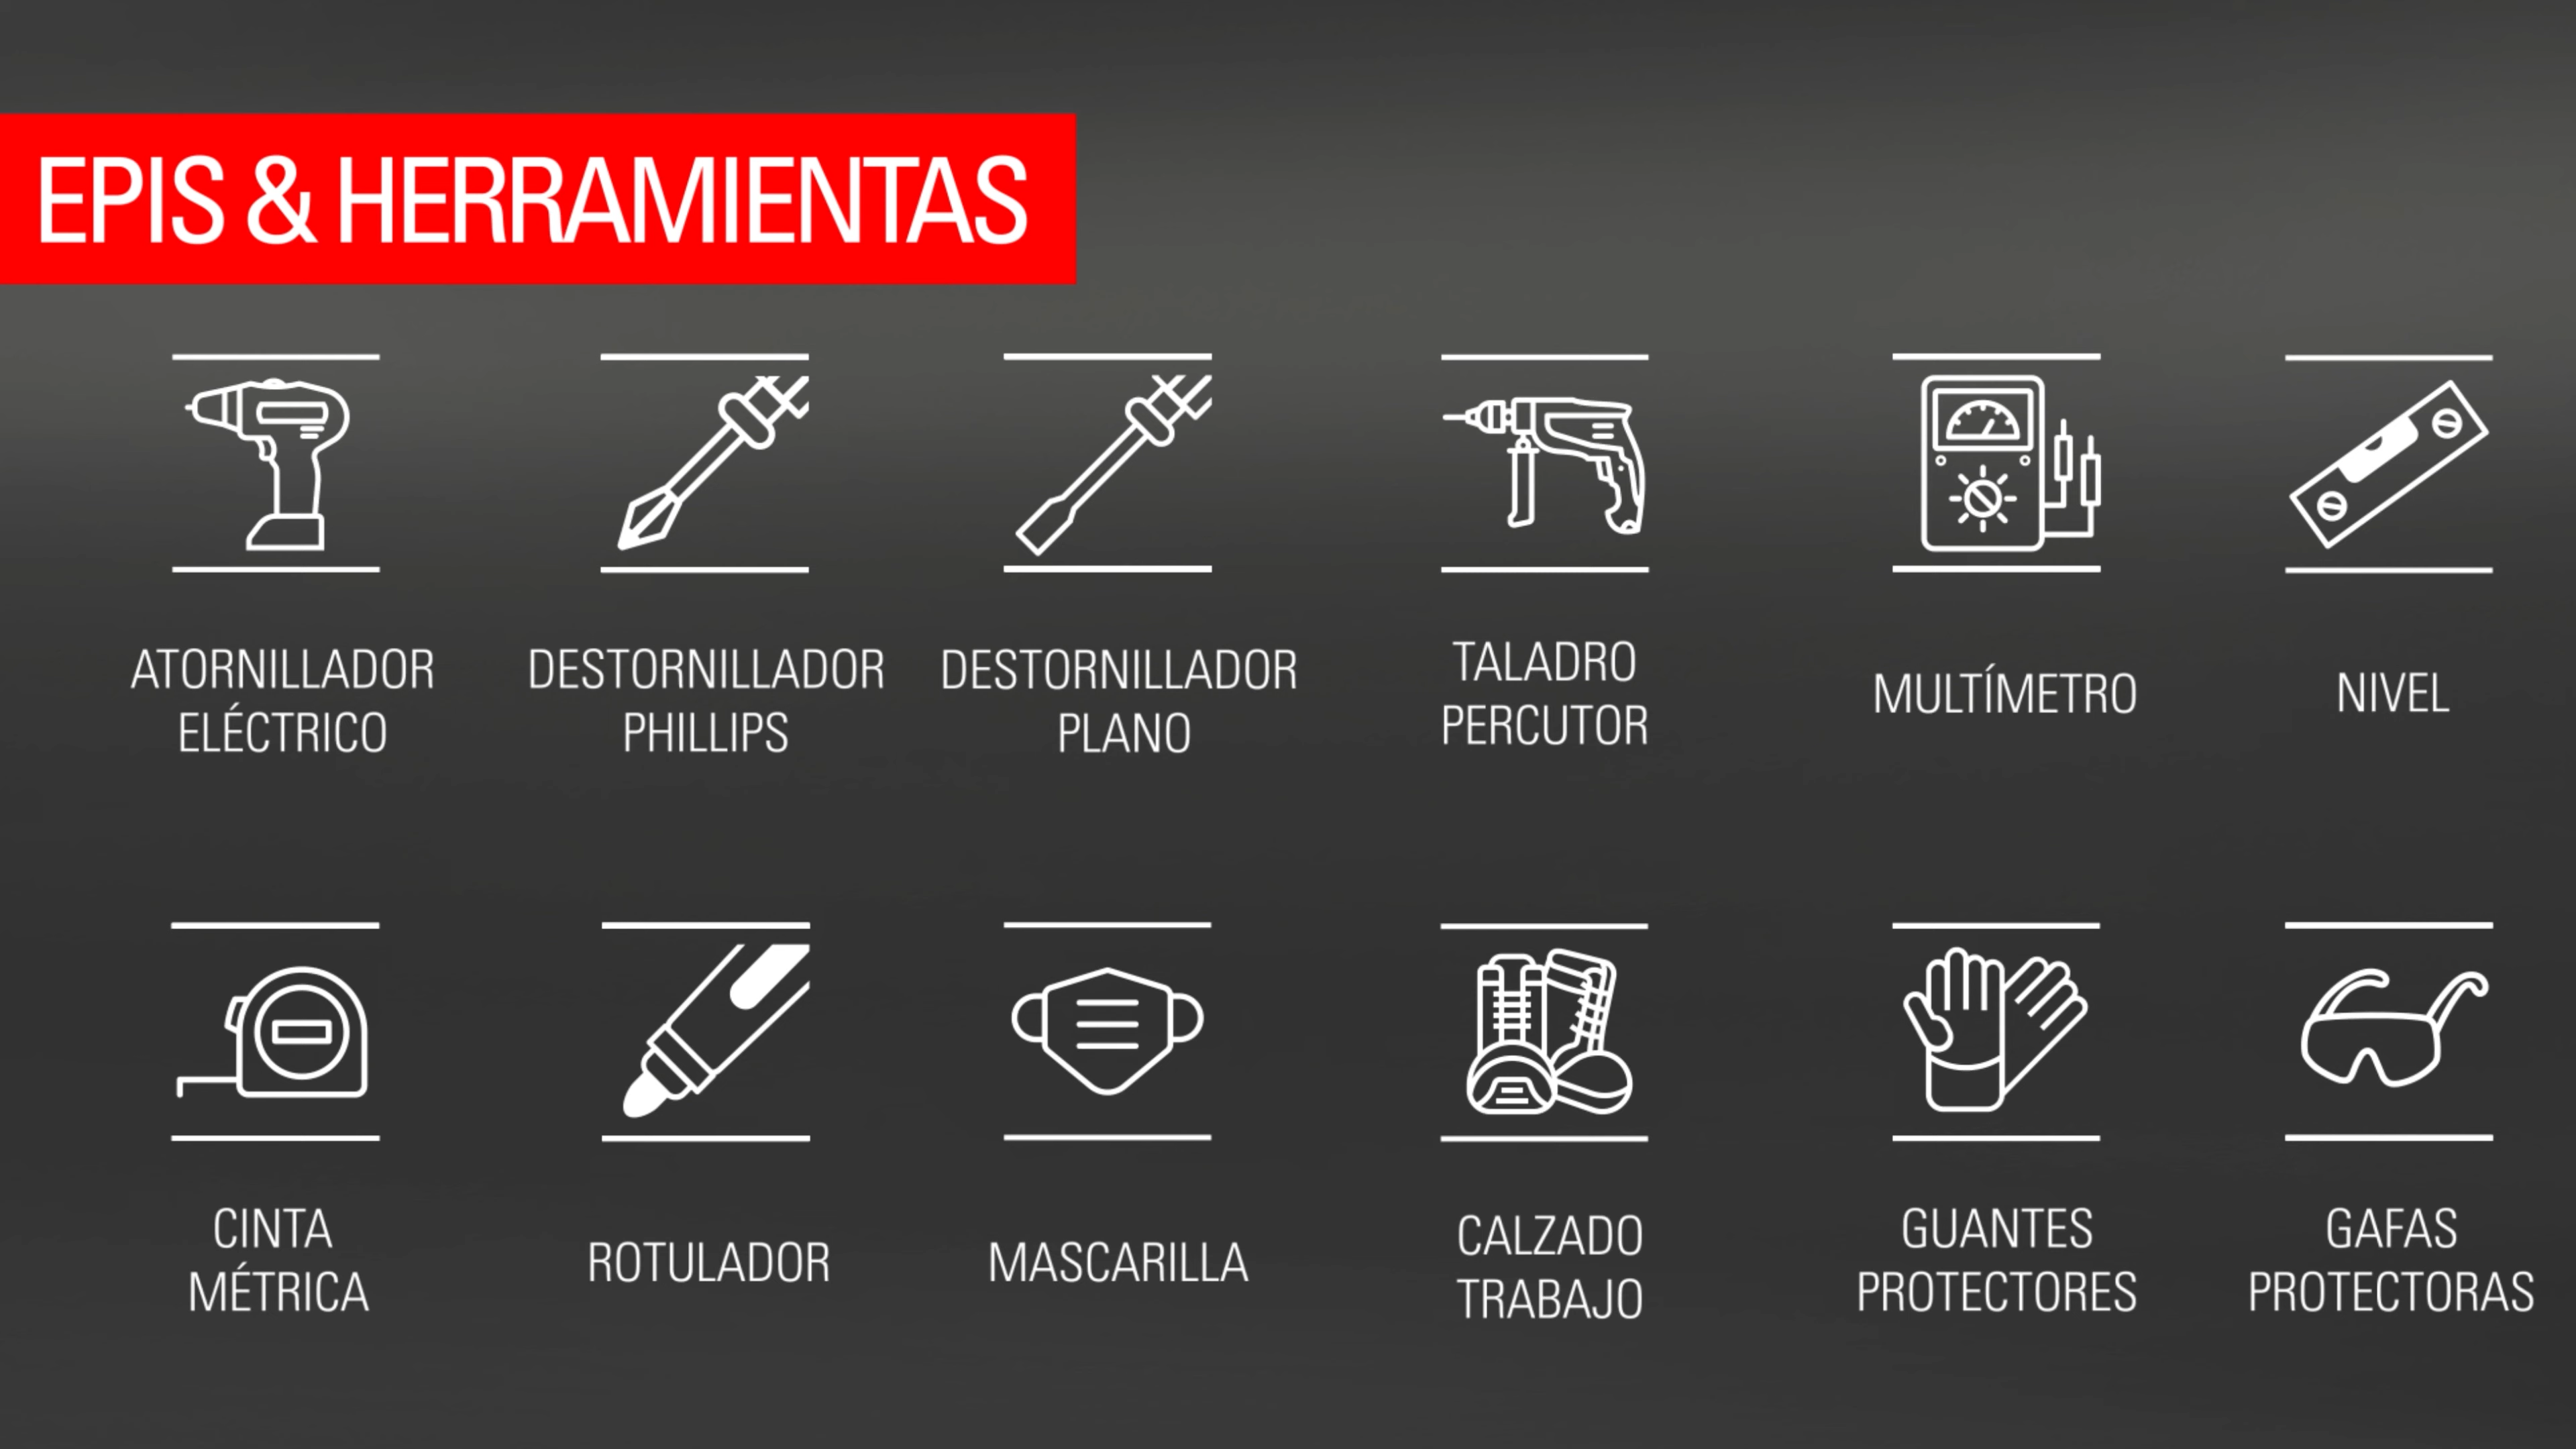 EPIS & HERRAMIENTAS
ATORNILLADOR
ELÉCTRICO
DESTORNILLADOR
PHILLIPS
DESTORNILLADOR
PLANO
TALADRO
PERCUTOR
MULTÍMETRO
NIVEL
CINTA
MÉTRICA
ROTULADOR
MASCARILLA
CALZADO
TRABAJO
GUANTES
PROTECTORES
GAFAS
PROTECTORAS